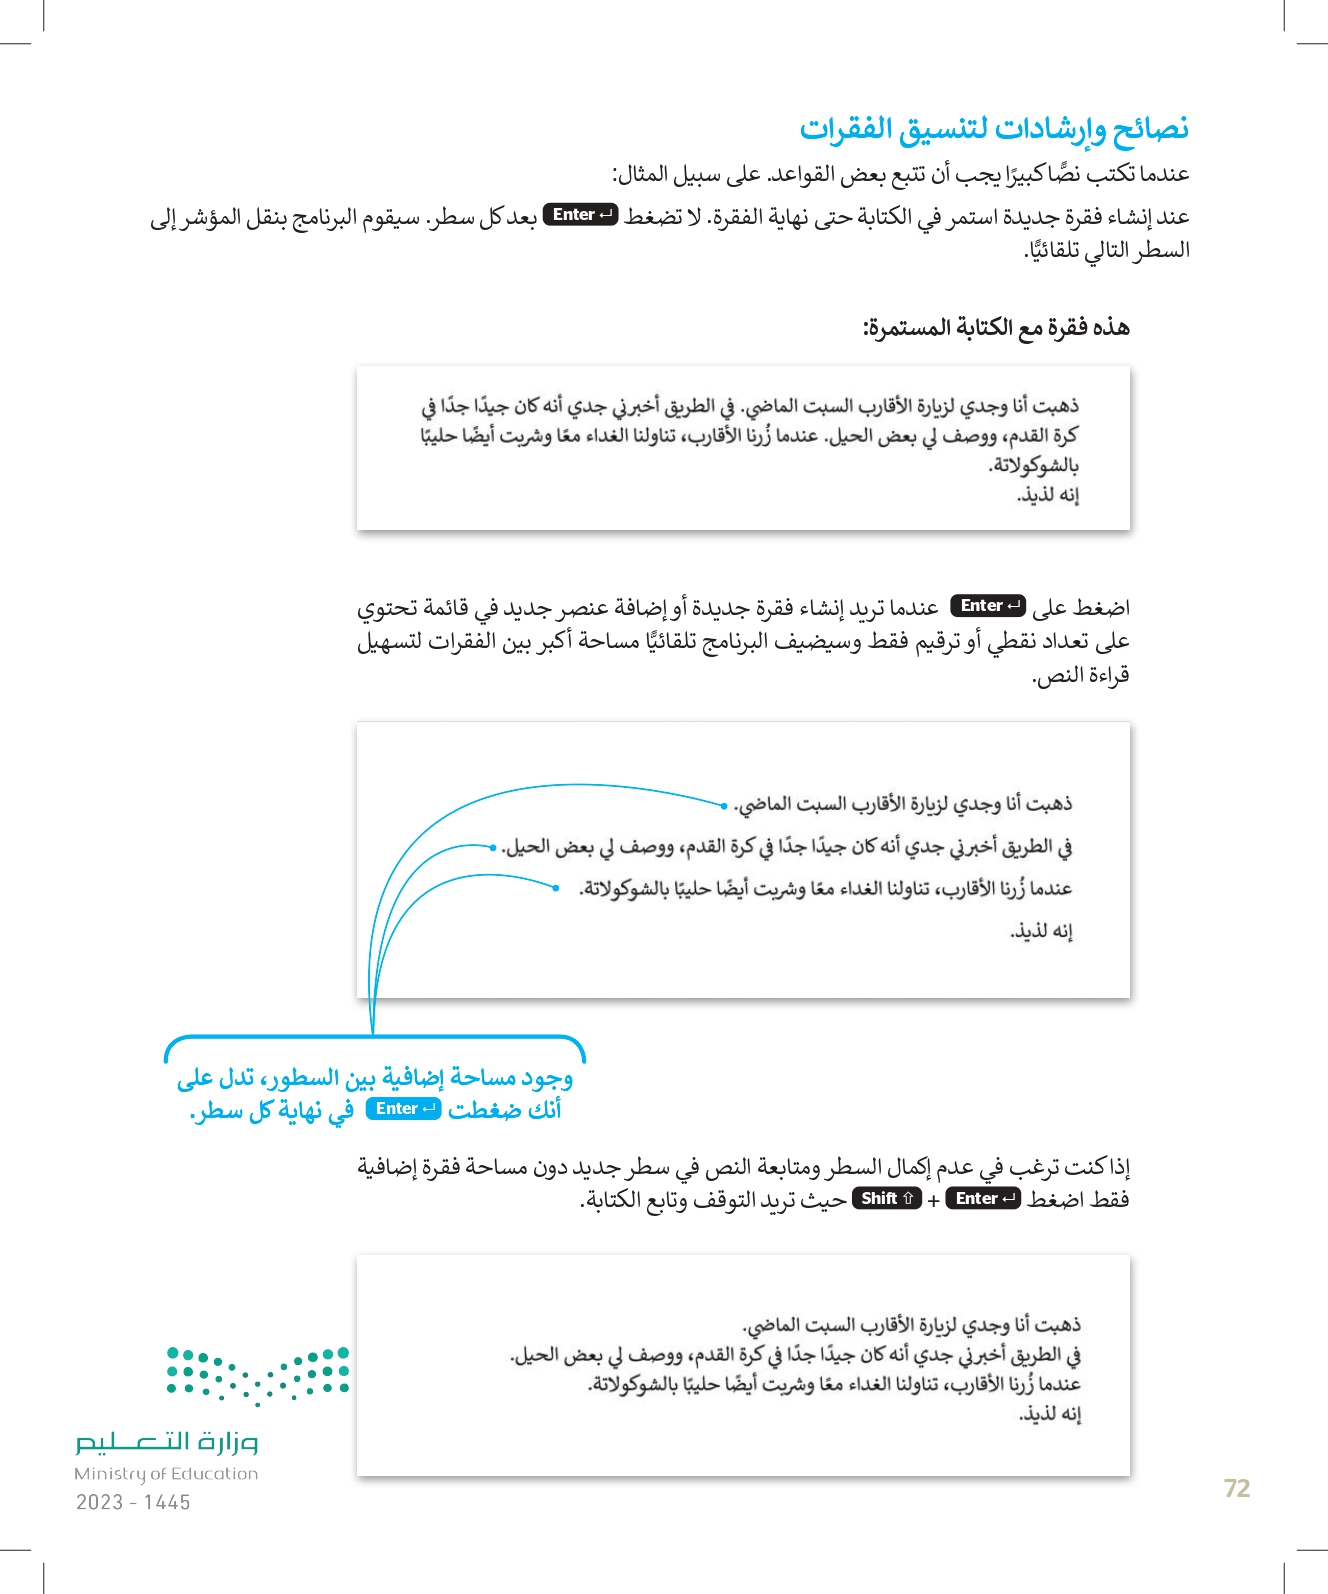 نصائح وإرشادات لتنسيق الفقرات
عندما تكتب نصًّا كبيرًا يجب أن تتبع بعض القواعد. على سبيل المثال:
عند إنشاء فقرة جديدة استمر في الكتابة حتى نهاية الفقرة. لا تضغط Enter ↵ بعد كل سطر. سيقوم البرنامج بنقل المؤشر إلى
السطر التالي تلقائيًّا.
هذه فقرة مع الكتابة المستمرة:
ذهبت أنا وجدي لزيارة الأقارب السبت الماضي. في الطريق أخبرني جدي أنه كان جيدًا جدًا في
كرة القدم، ووصف لي بعض الحيل. عندما زُرنا الأقارب، تناولنا الغداء معًا وشربت أيضًا حليبًا
بالشوكولاتة.
إنه لذيذ.
اضغط على Enter ↵ عندما تريد إنشاء فقرة جديدة أو إضافة عنصر جديد في قائمة تحتوي
على تعداد نقطي أو ترقيم فقط وسيضيف البرنامج تلقائيًّا مساحة أكبر بين الفقرات لتسهيل
قراءة النص.
ذهبت أنا وجدي لزيارة الأقارب السبت الماضي.
في الطريق أخبرني جدي أنه كان جيدًا جدًا في كرة القدم، ووصف لي بعض الحيل.
عندما زُرنا الأقارب، تناولنا الغداء معًا وشربت أيضًا حليبًا بالشوكولاتة.
إنه لذيذ.
وجود مساحة إضافية بين السطور، تدل على
أنك ضغطت Enter ↵ في نهاية كل سطر.
إذا كنت ترغب في عدم إكمال السطر ومتابعة النص في سطر جديد دون مساحة فقرة إضافية
فقط اضغط Enter ↵ + Shift ⇧ حيث تريد التوقف وتابع الكتابة.
ذهبت أنا وجدي لزيارة الأقارب السبت الماضي.
في الطريق أخبرني جدي أنه كان جيدًا جدًا في كرة القدم، ووصف لي بعض الحيل.
عندما زُرنا الأقارب، تناولنا الغداء معًا وشربت أيضًا حليبًا بالشوكولاتة.
إنه لذيذ.
وزارة التعليم
Ministry of Education
2023 - 1445
72